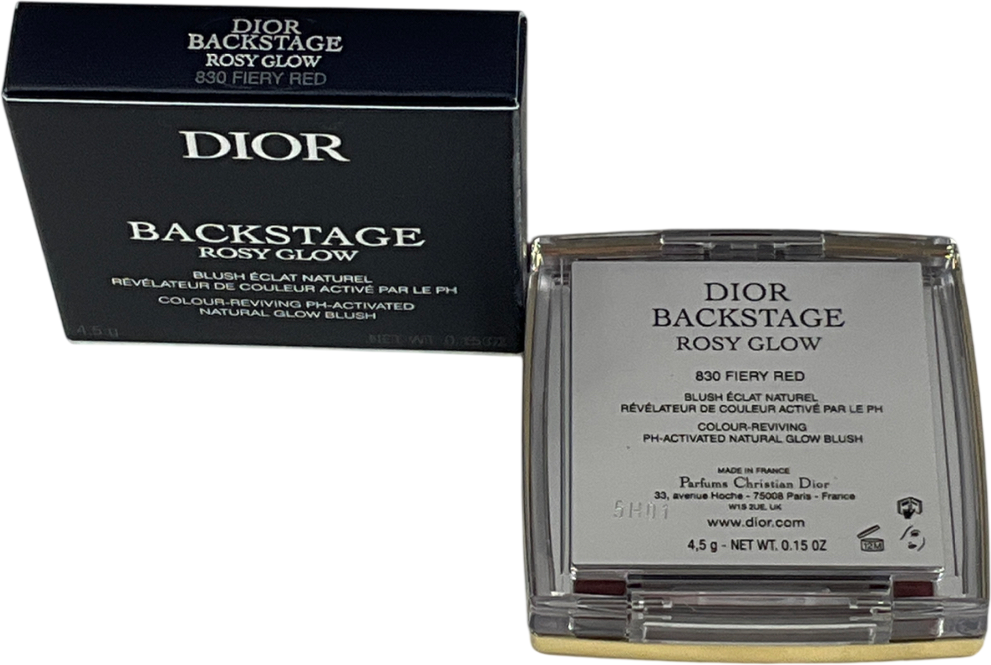 DIOR
BACKSTAGE
ROSY GLOW
830 FIERY RED
DIOR
BACKSTAGE
ROSY GLOW
BLUSH ÉCLAT NATUREL
RÉVÉLATEUR DE COULEUR ACTIVÉ PAR LE PH
COLOUR-REVIVING PH-ACTIVATED
NATURAL GLOW BLUSH
4.5 g
NET WT. 0.15 OZ
DIOR
BACKSTAGE
ROSY GLOW
830 FIERY RED
BLUSH ÉCLAT NATUREL
RÉVÉLATEUR DE COULEUR ACTIVÉ PAR LE PH
COLOUR-REVIVING
PH-ACTIVATED NATURAL GLOW BLUSH
MADE IN FRANCE
Parfums Christian Dior
33, avenue Hoche - 75008 Paris - France
W1S 2UE, UK
5H01
www.dior.com
4,5 g - NET WT. 0.15 OZ
12M